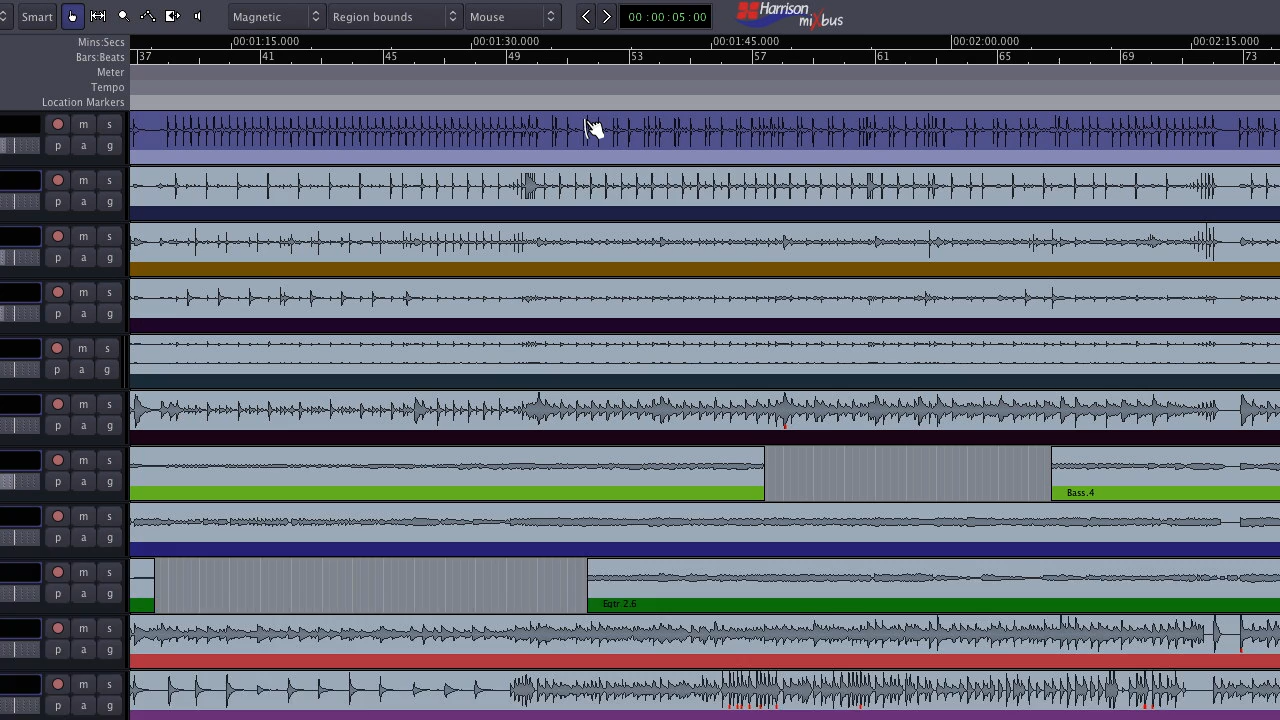 Smart Magnetic Region bounds Mouse 00:00:05:00 Harrison mixbus
Mins:Secs 00:01:15.000 00:01:30.000 00:01:45.000 00:02:00.000 00:02:15.000
Bars:Beats 37 41 45 49 53 57 61 65 69 73
Meter
Tempo
Location Markers
m s
p a g
m s
p a g
m s
p a g
m s
p a g
m s
p a g
m s
p a g
m s
p a g Bass.4
m s
p a g
m s
p a g Egtr 2.6
m s
p a g
m s
p a g